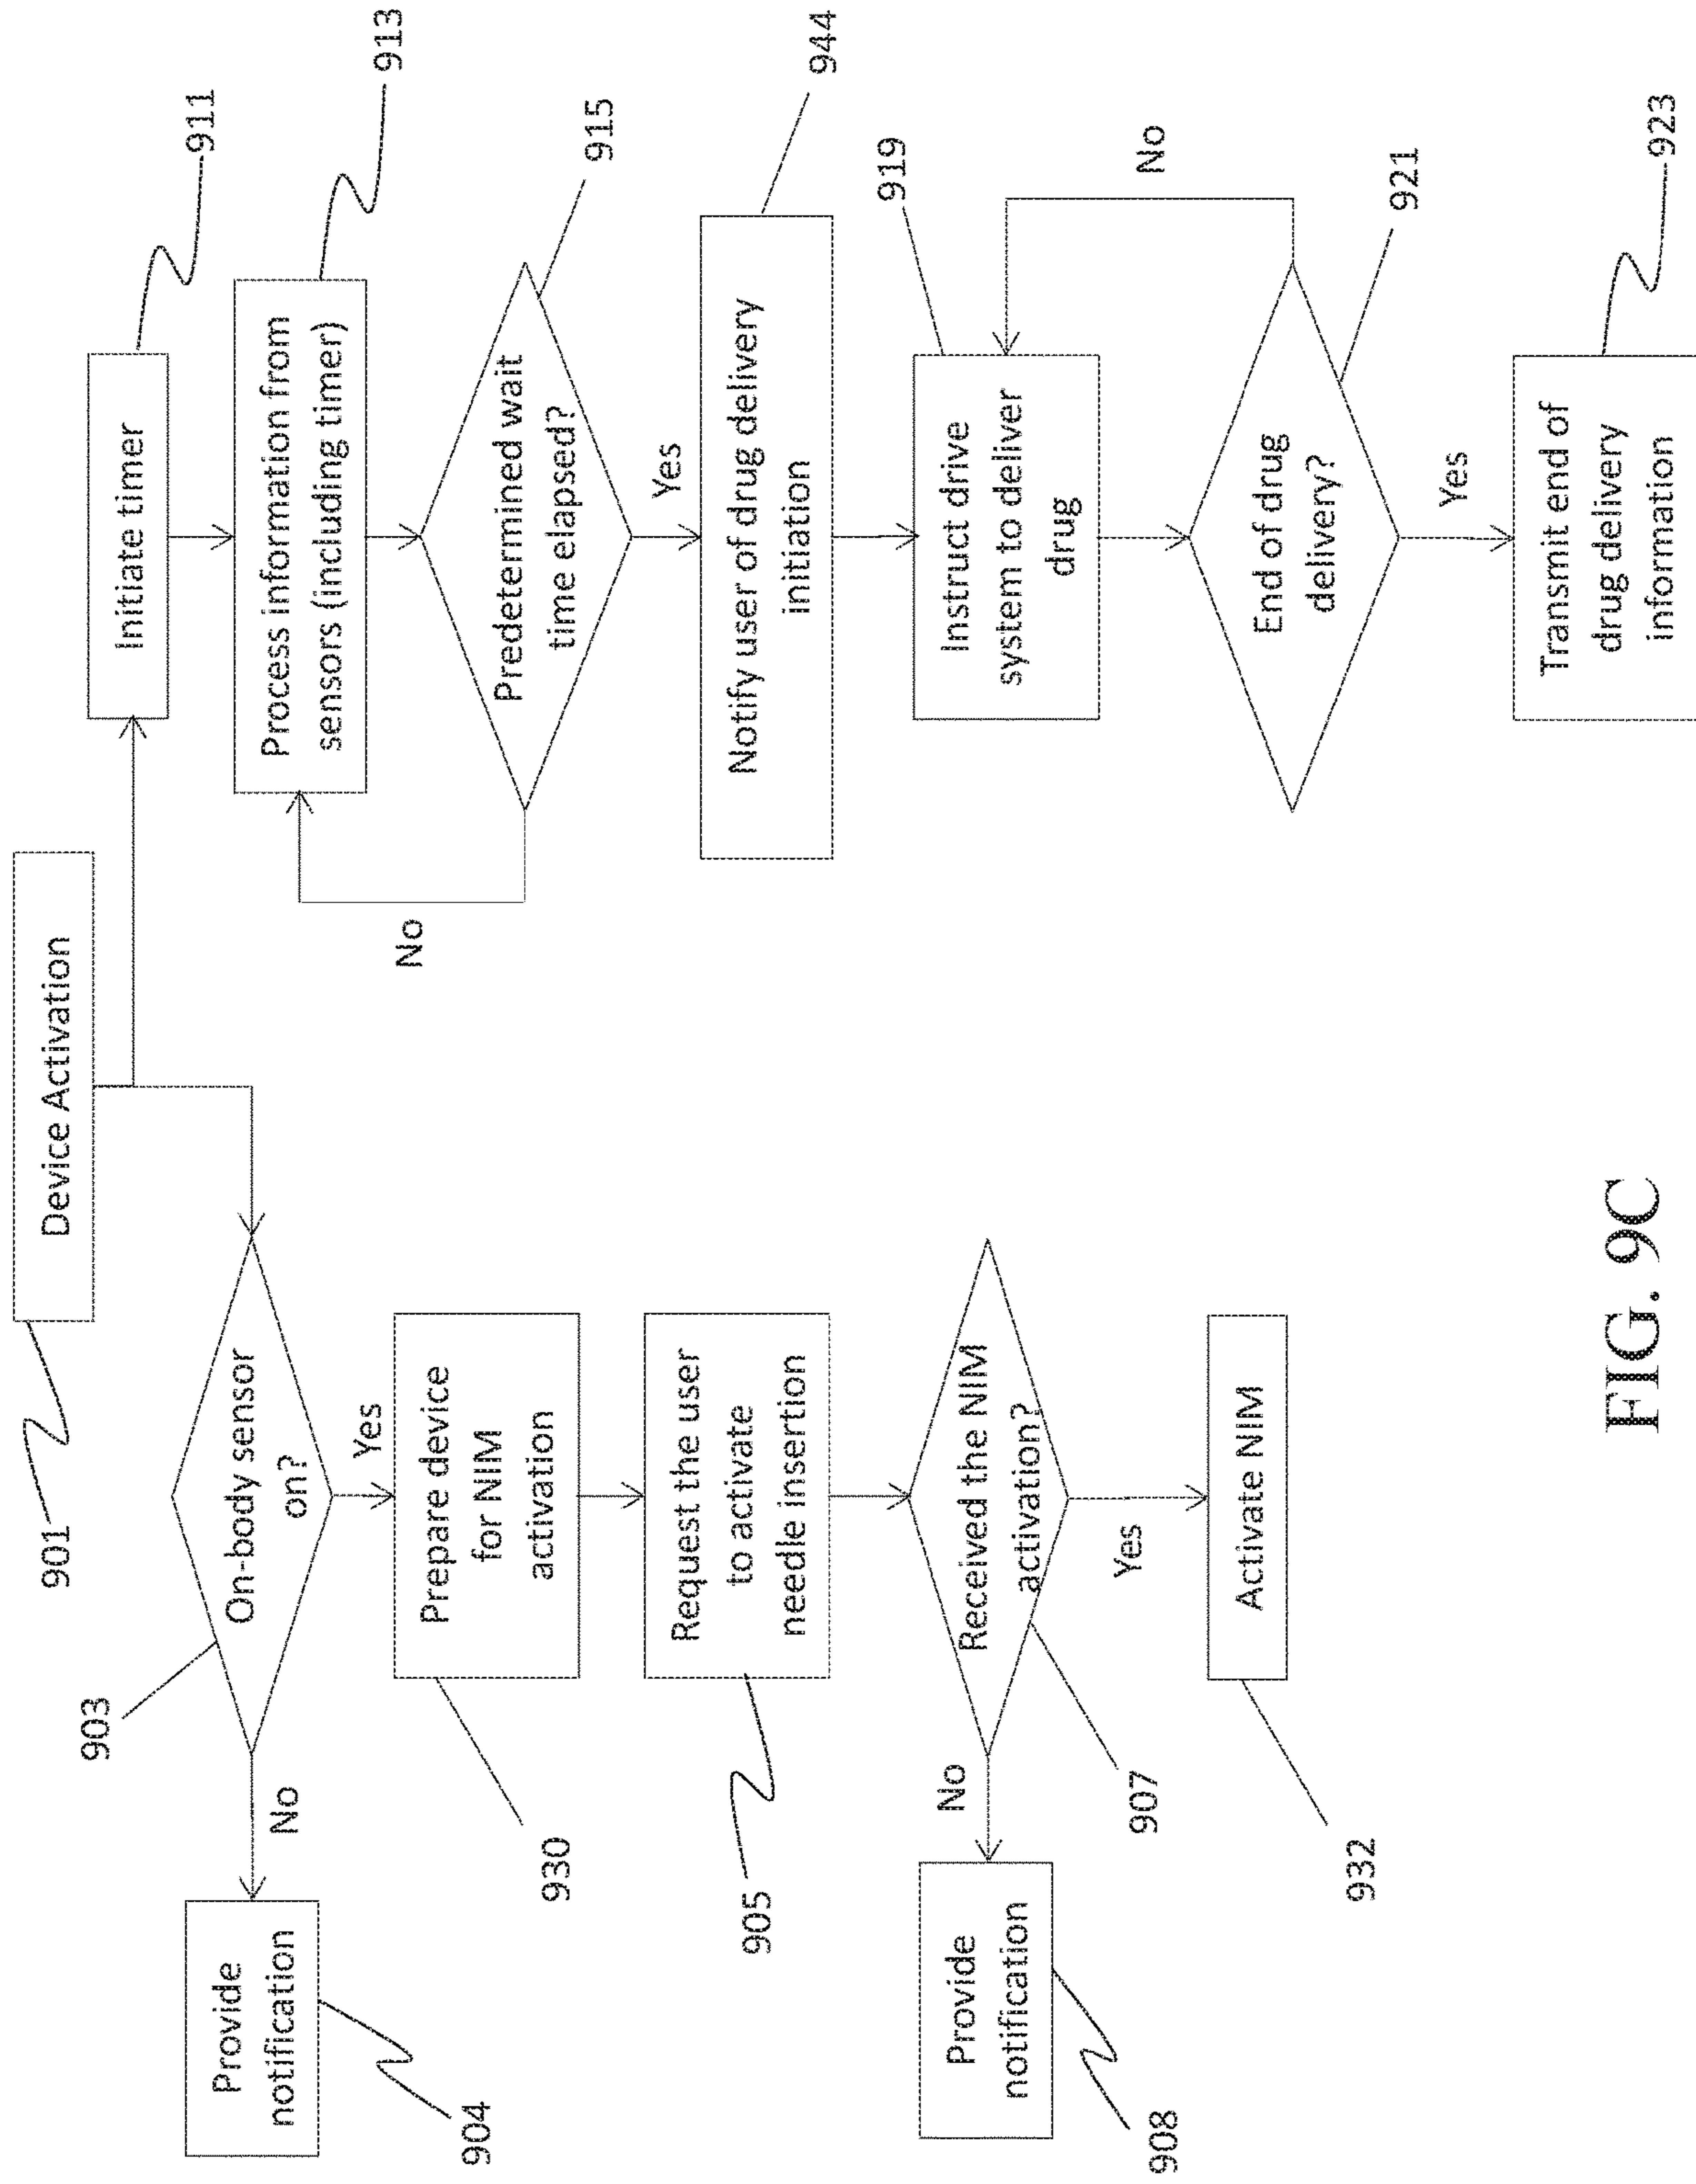 Device Activation
901
On-body sensor
on?
903
No
Provide
notification
904
Yes
Prepare device
for NIM
activation
930
Request the user
to activate
needle insertion
905
Received the NIM
activation?
907
No
Provide
notification
908
Yes
Activate NIM
932
Initiate timer
911
Process information from
sensors (including timer)
913
Predetermined wait
time elapsed?
915
No
Yes
Notify user of drug delivery
initiation
944
Instruct drive
system to deliver
drug
919
No
End of drug
delivery?
921
Yes
Transmit end of
drug delivery
information
923
FIG. 9C